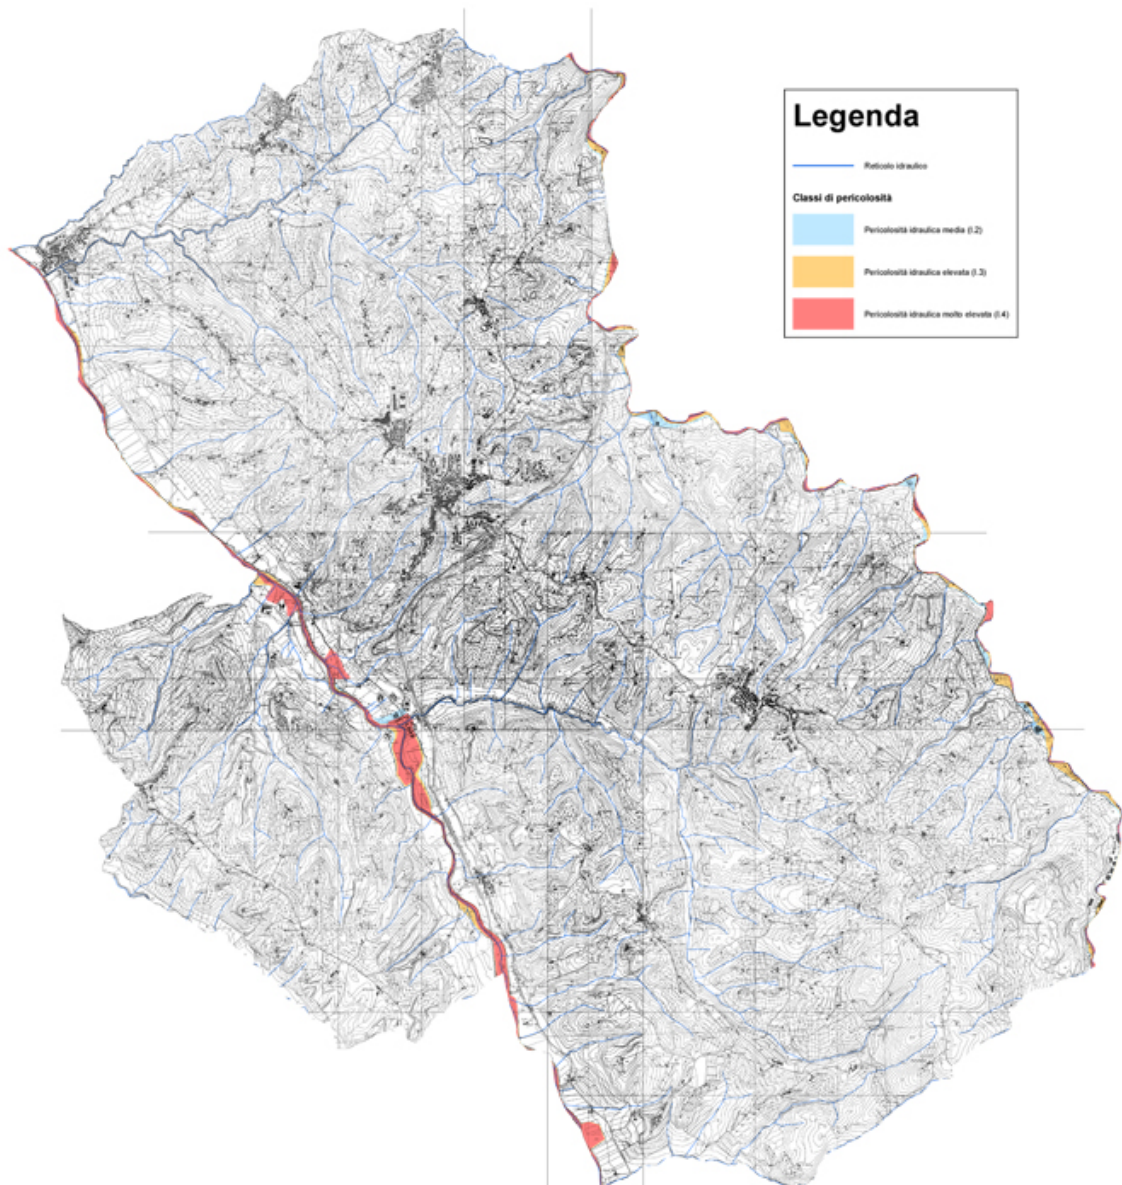 Legenda
Reticolo idraulico
Classi di pericolosità
Pericolosità idraulica media (I.2)
Pericolosità idraulica elevata (I.3)
Pericolosità idraulica molto elevata (I.4)